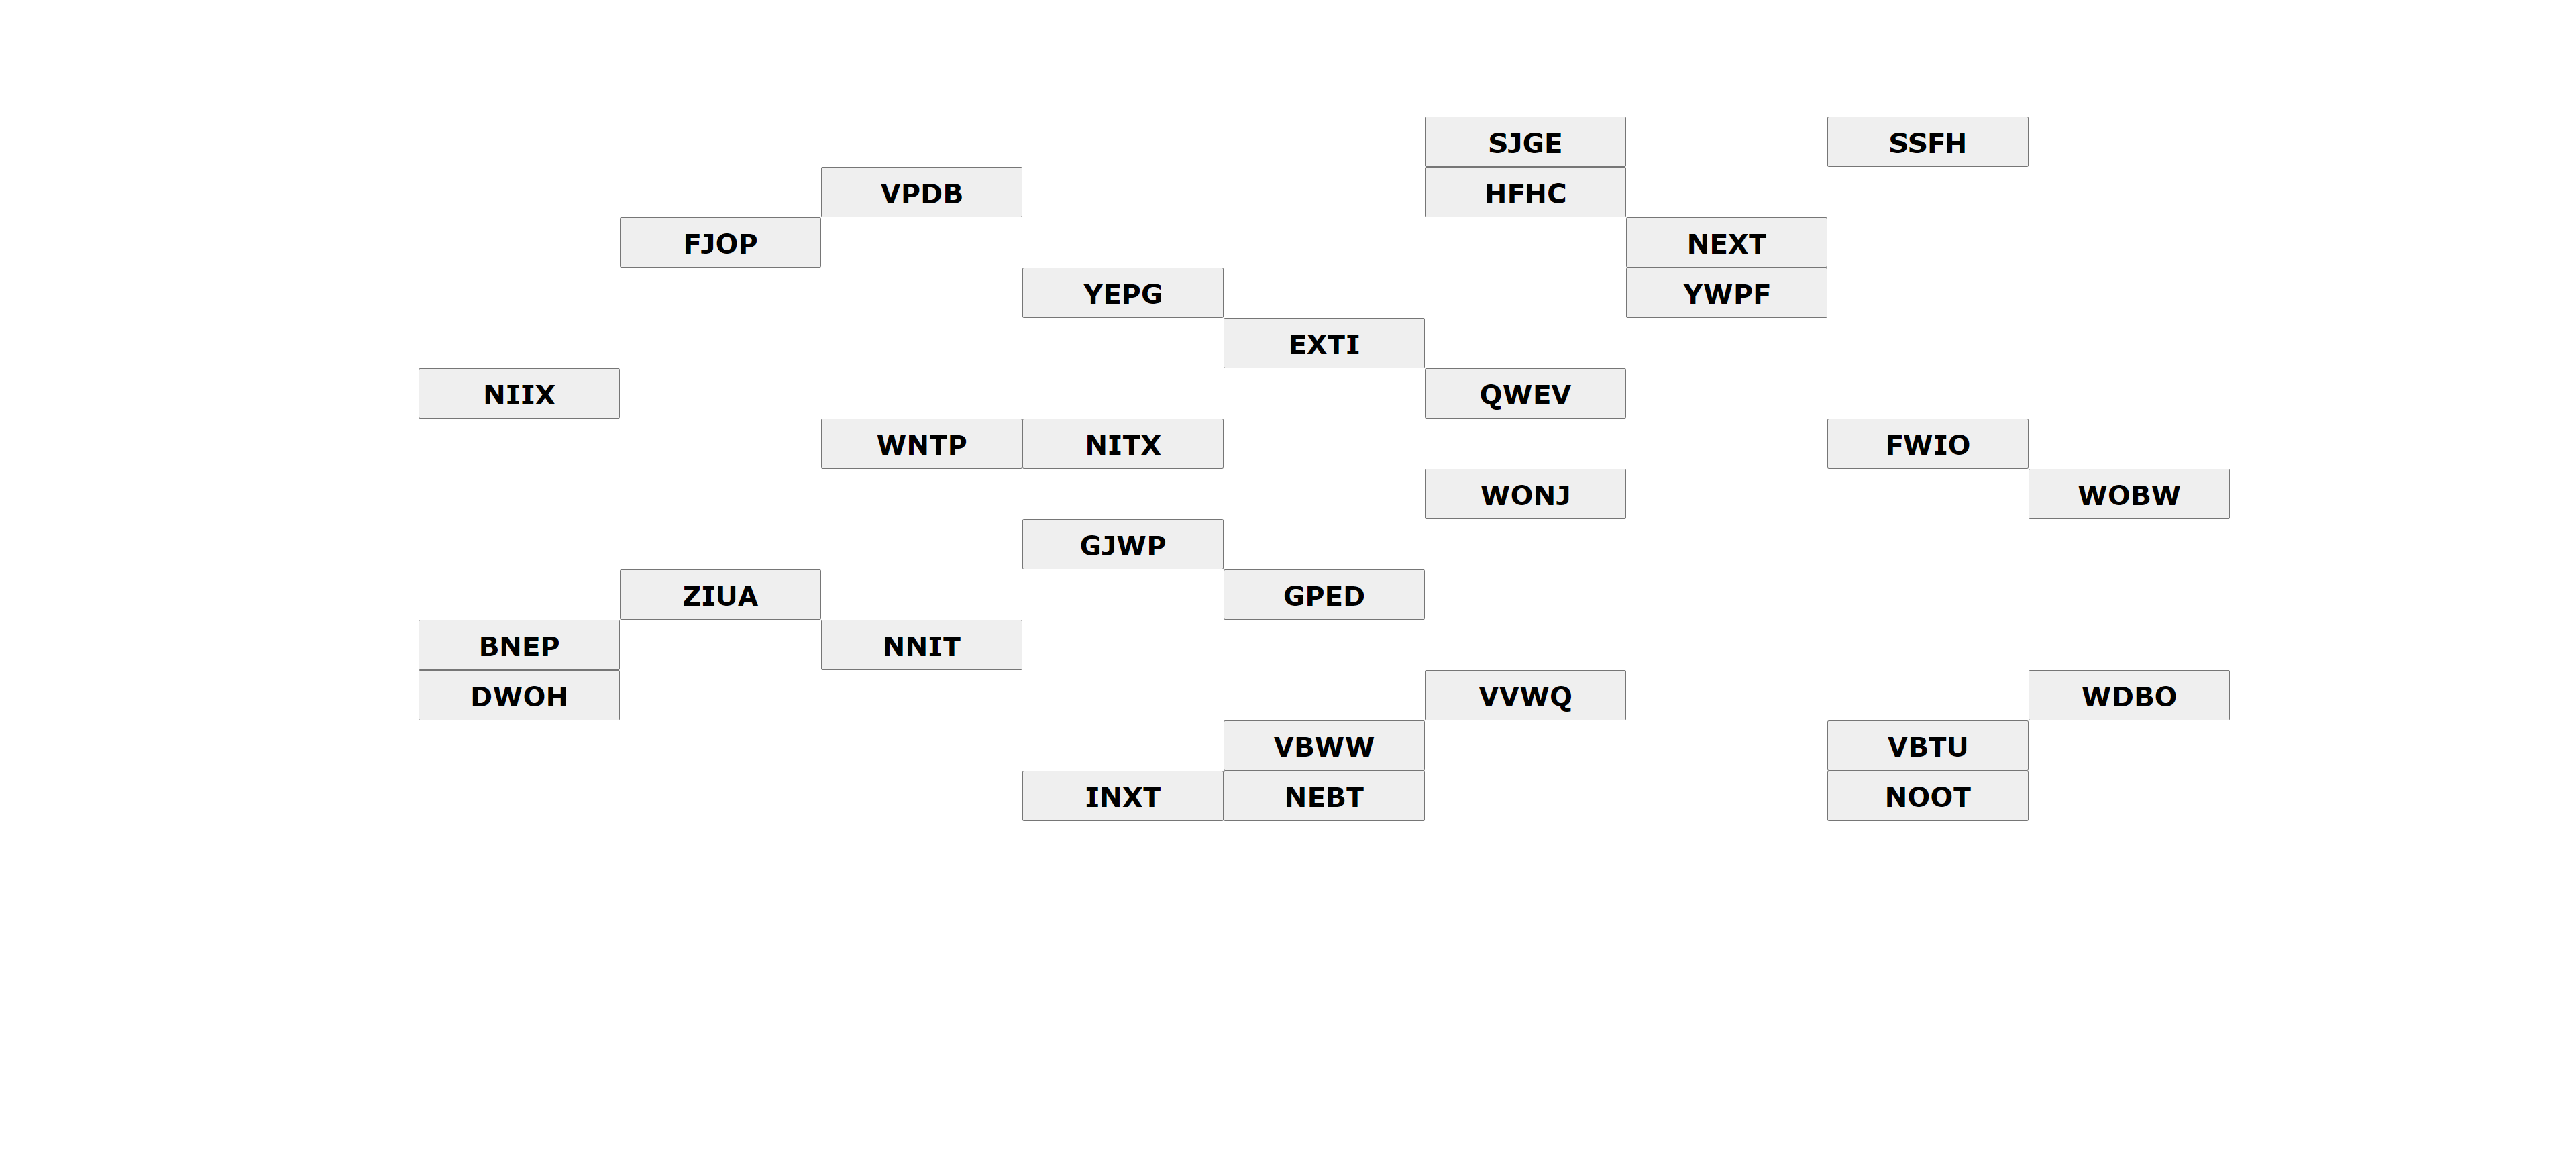 SJGE SSFH
VPDB HFHC
FJOP NEXT
YEPG YWPF
EXTI
NIIX QWEV
WNTP NITX FWIO
WONJ WOBW
GJWP
ZIUA GPED
BNEP NNIT
DWOH VVWQ WDBO
VBWW VBTU
INXT NEBT NOOT